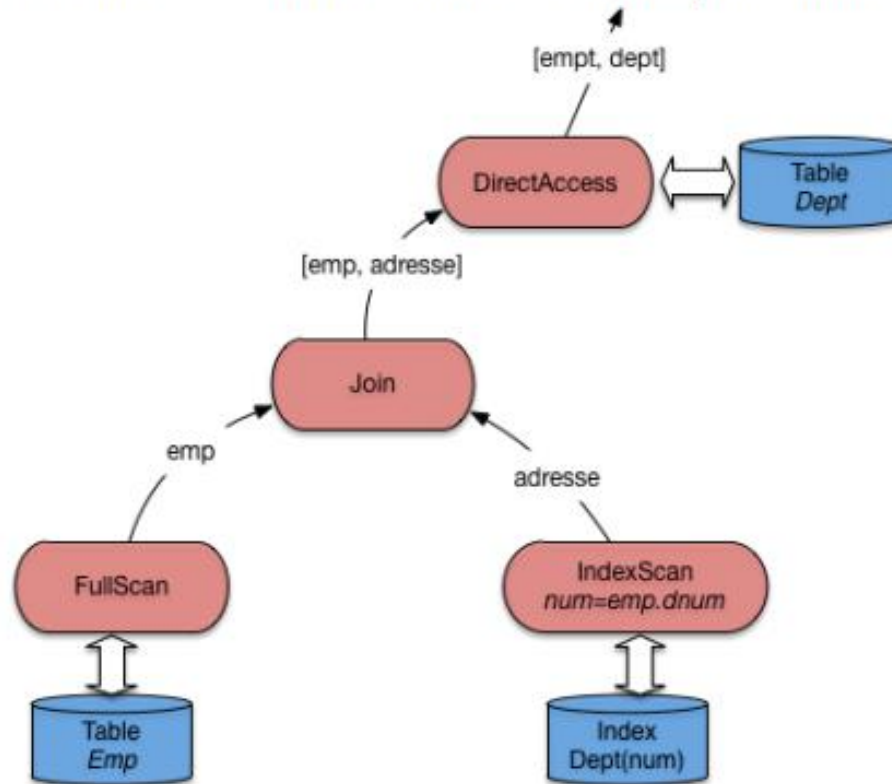 [empt, dept]
DirectAccess
Table
Dept
[emp, adresse]
Join
emp
adresse
FullScan
IndexScan
num=emp.dnum
Table
Emp
Index
Dept(num)